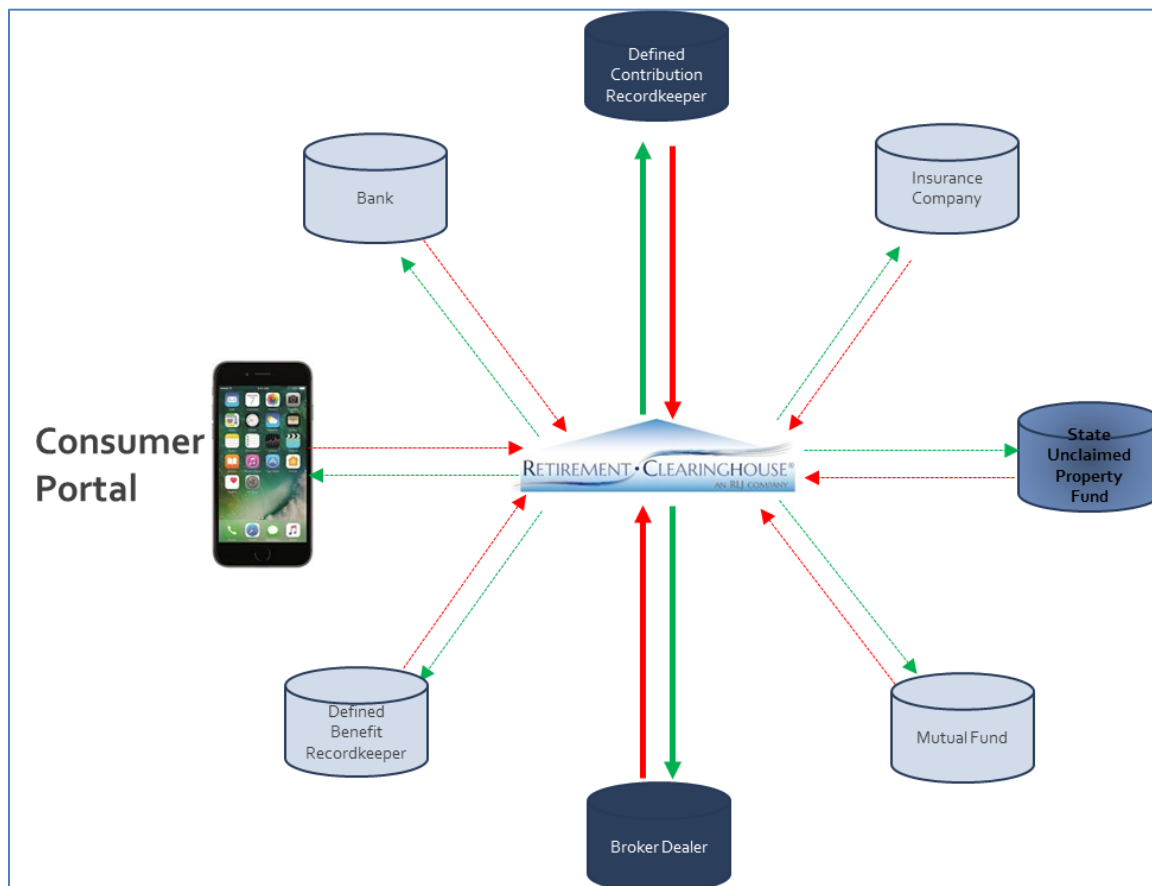 Defined
Contribution
Recordkeeper
Bank
Insurance
Company
Consumer
Portal
RETIREMENT • CLEARINGHOUSE®
AN RLJ COMPANY
State
Unclaimed
Property
Fund
Defined
Benefit
Recordkeeper
Mutual Fund
Broker Dealer